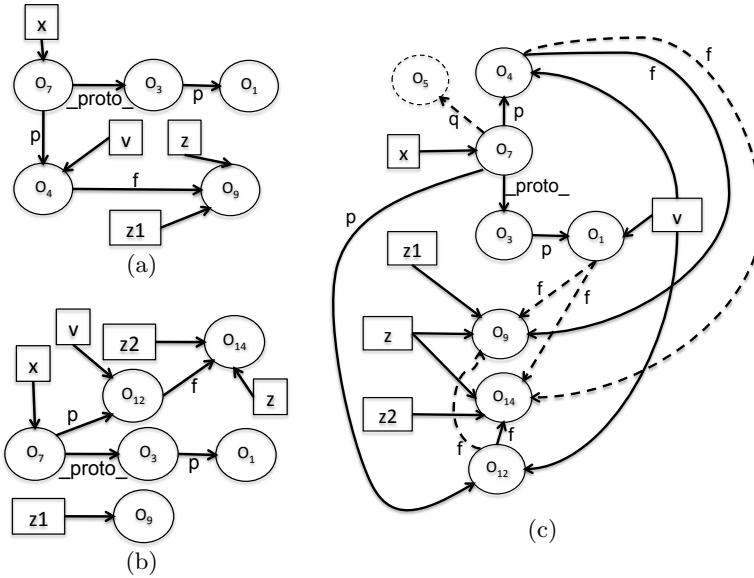 x
O₇
O₃
O₁
_proto_
p
p
v
z
O₄
f
O₉
z1
(a)
v
z2
O₁₄
x
O₁₂
f
z
p
O₇
O₃
p
O₁
_proto_
z1
O₉
(b)
O₅
O₄
f
f
q
p
x
O₇
p
_proto_
O₃
O₁
v
p
z1
f
f
O₉
z
z2
O₁₄
f
f
O₁₂
(c)